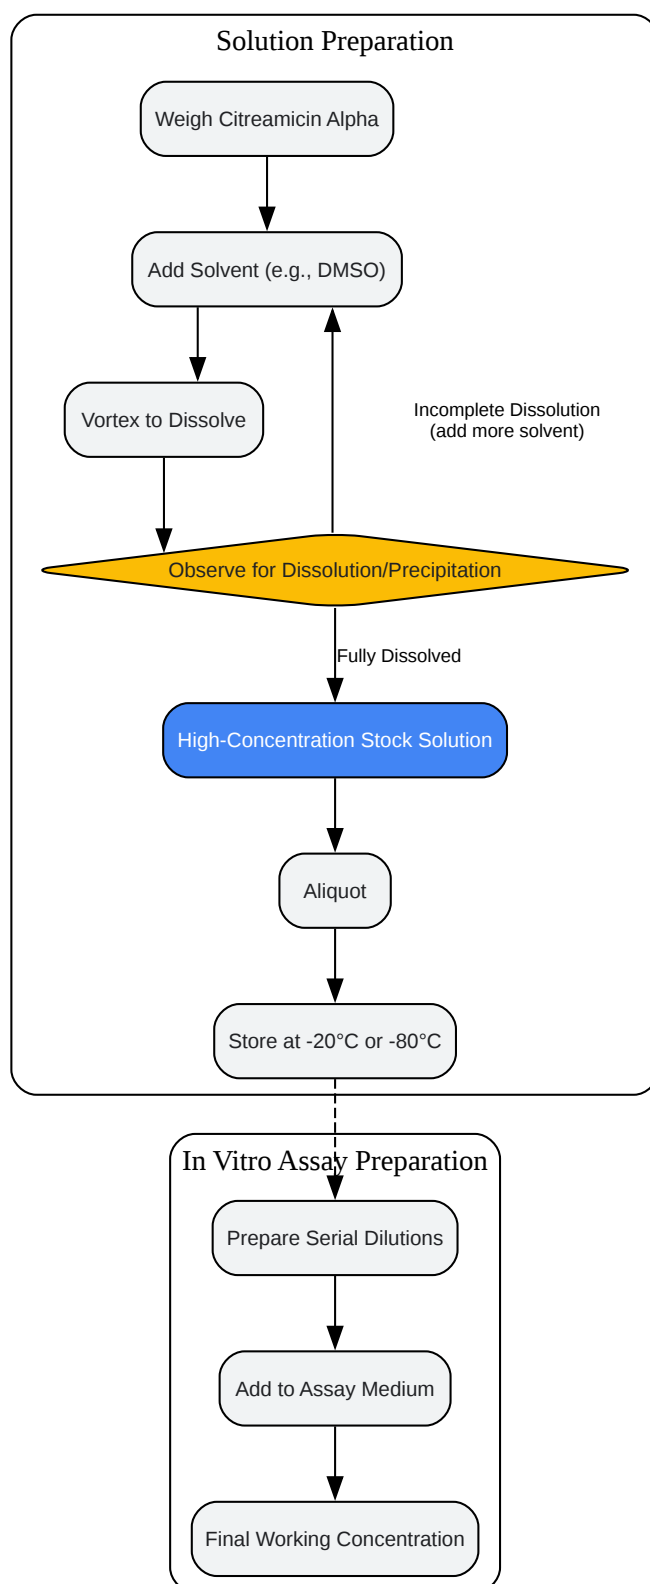 Solution Preparation
Weigh Citreamicin Alpha
Add Solvent (e.g., DMSO)
Vortex to Dissolve
Incomplete Dissolution
(add more solvent)
Observe for Dissolution/Precipitation
Fully Dissolved
High-Concentration Stock Solution
Aliquot
Store at -20°C or -80°C
In Vitro Assay Preparation
Prepare Serial Dilutions
Add to Assay Medium
Final Working Concentration